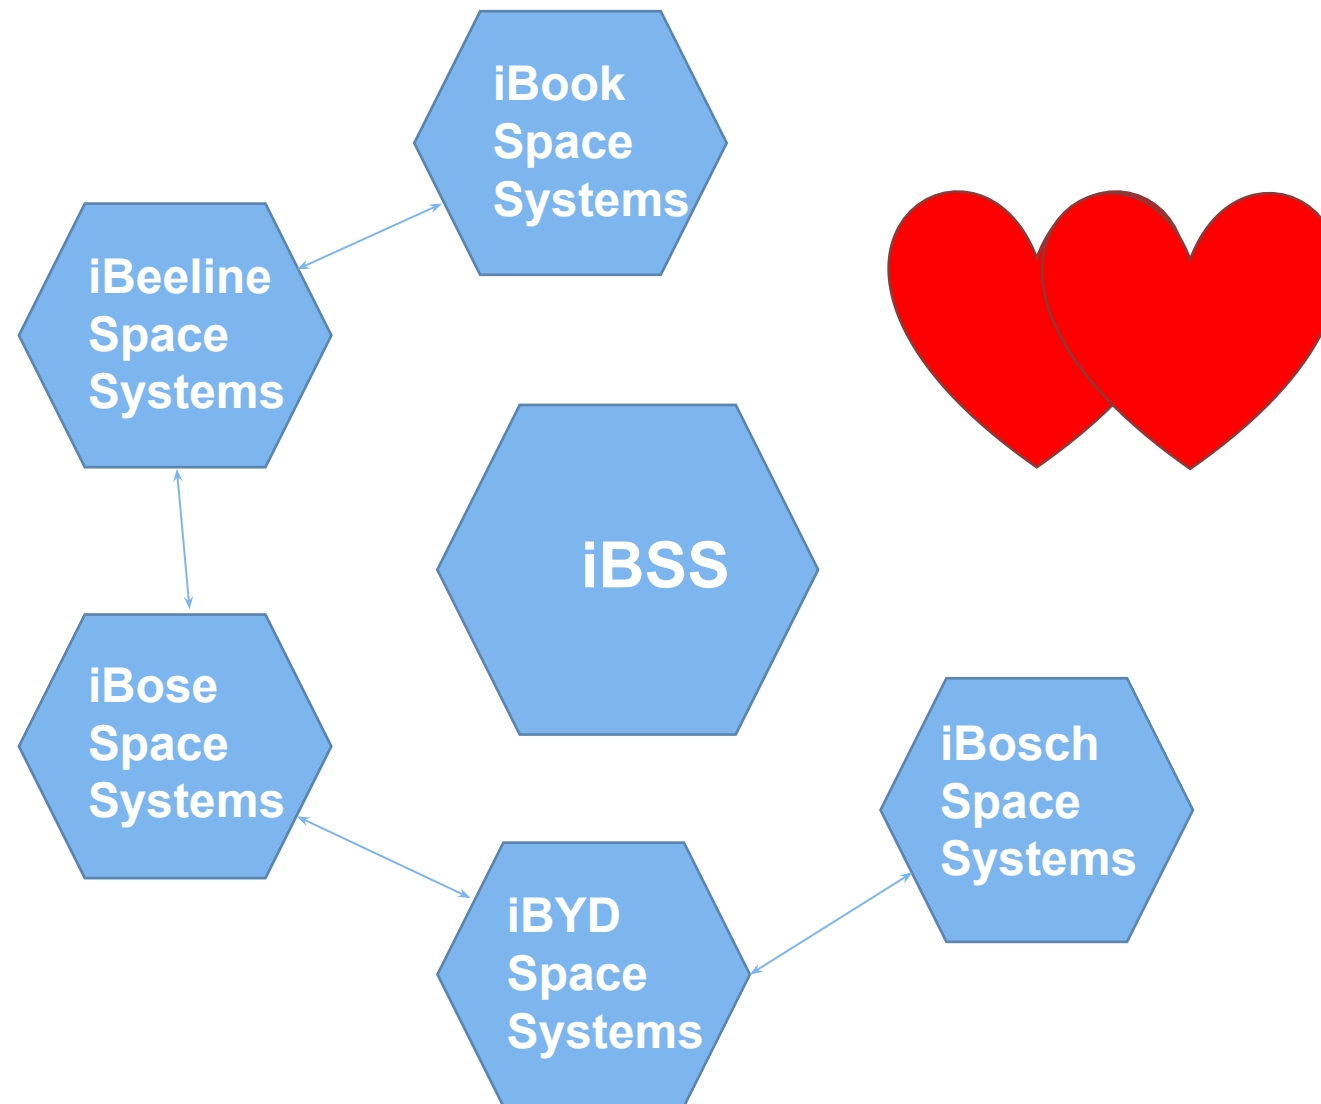 iBook
Space
Systems
iBeeline
Space
Systems
iBSS
iBose
Space
Systems
iBosch
Space
Systems
iBYD
Space
Systems